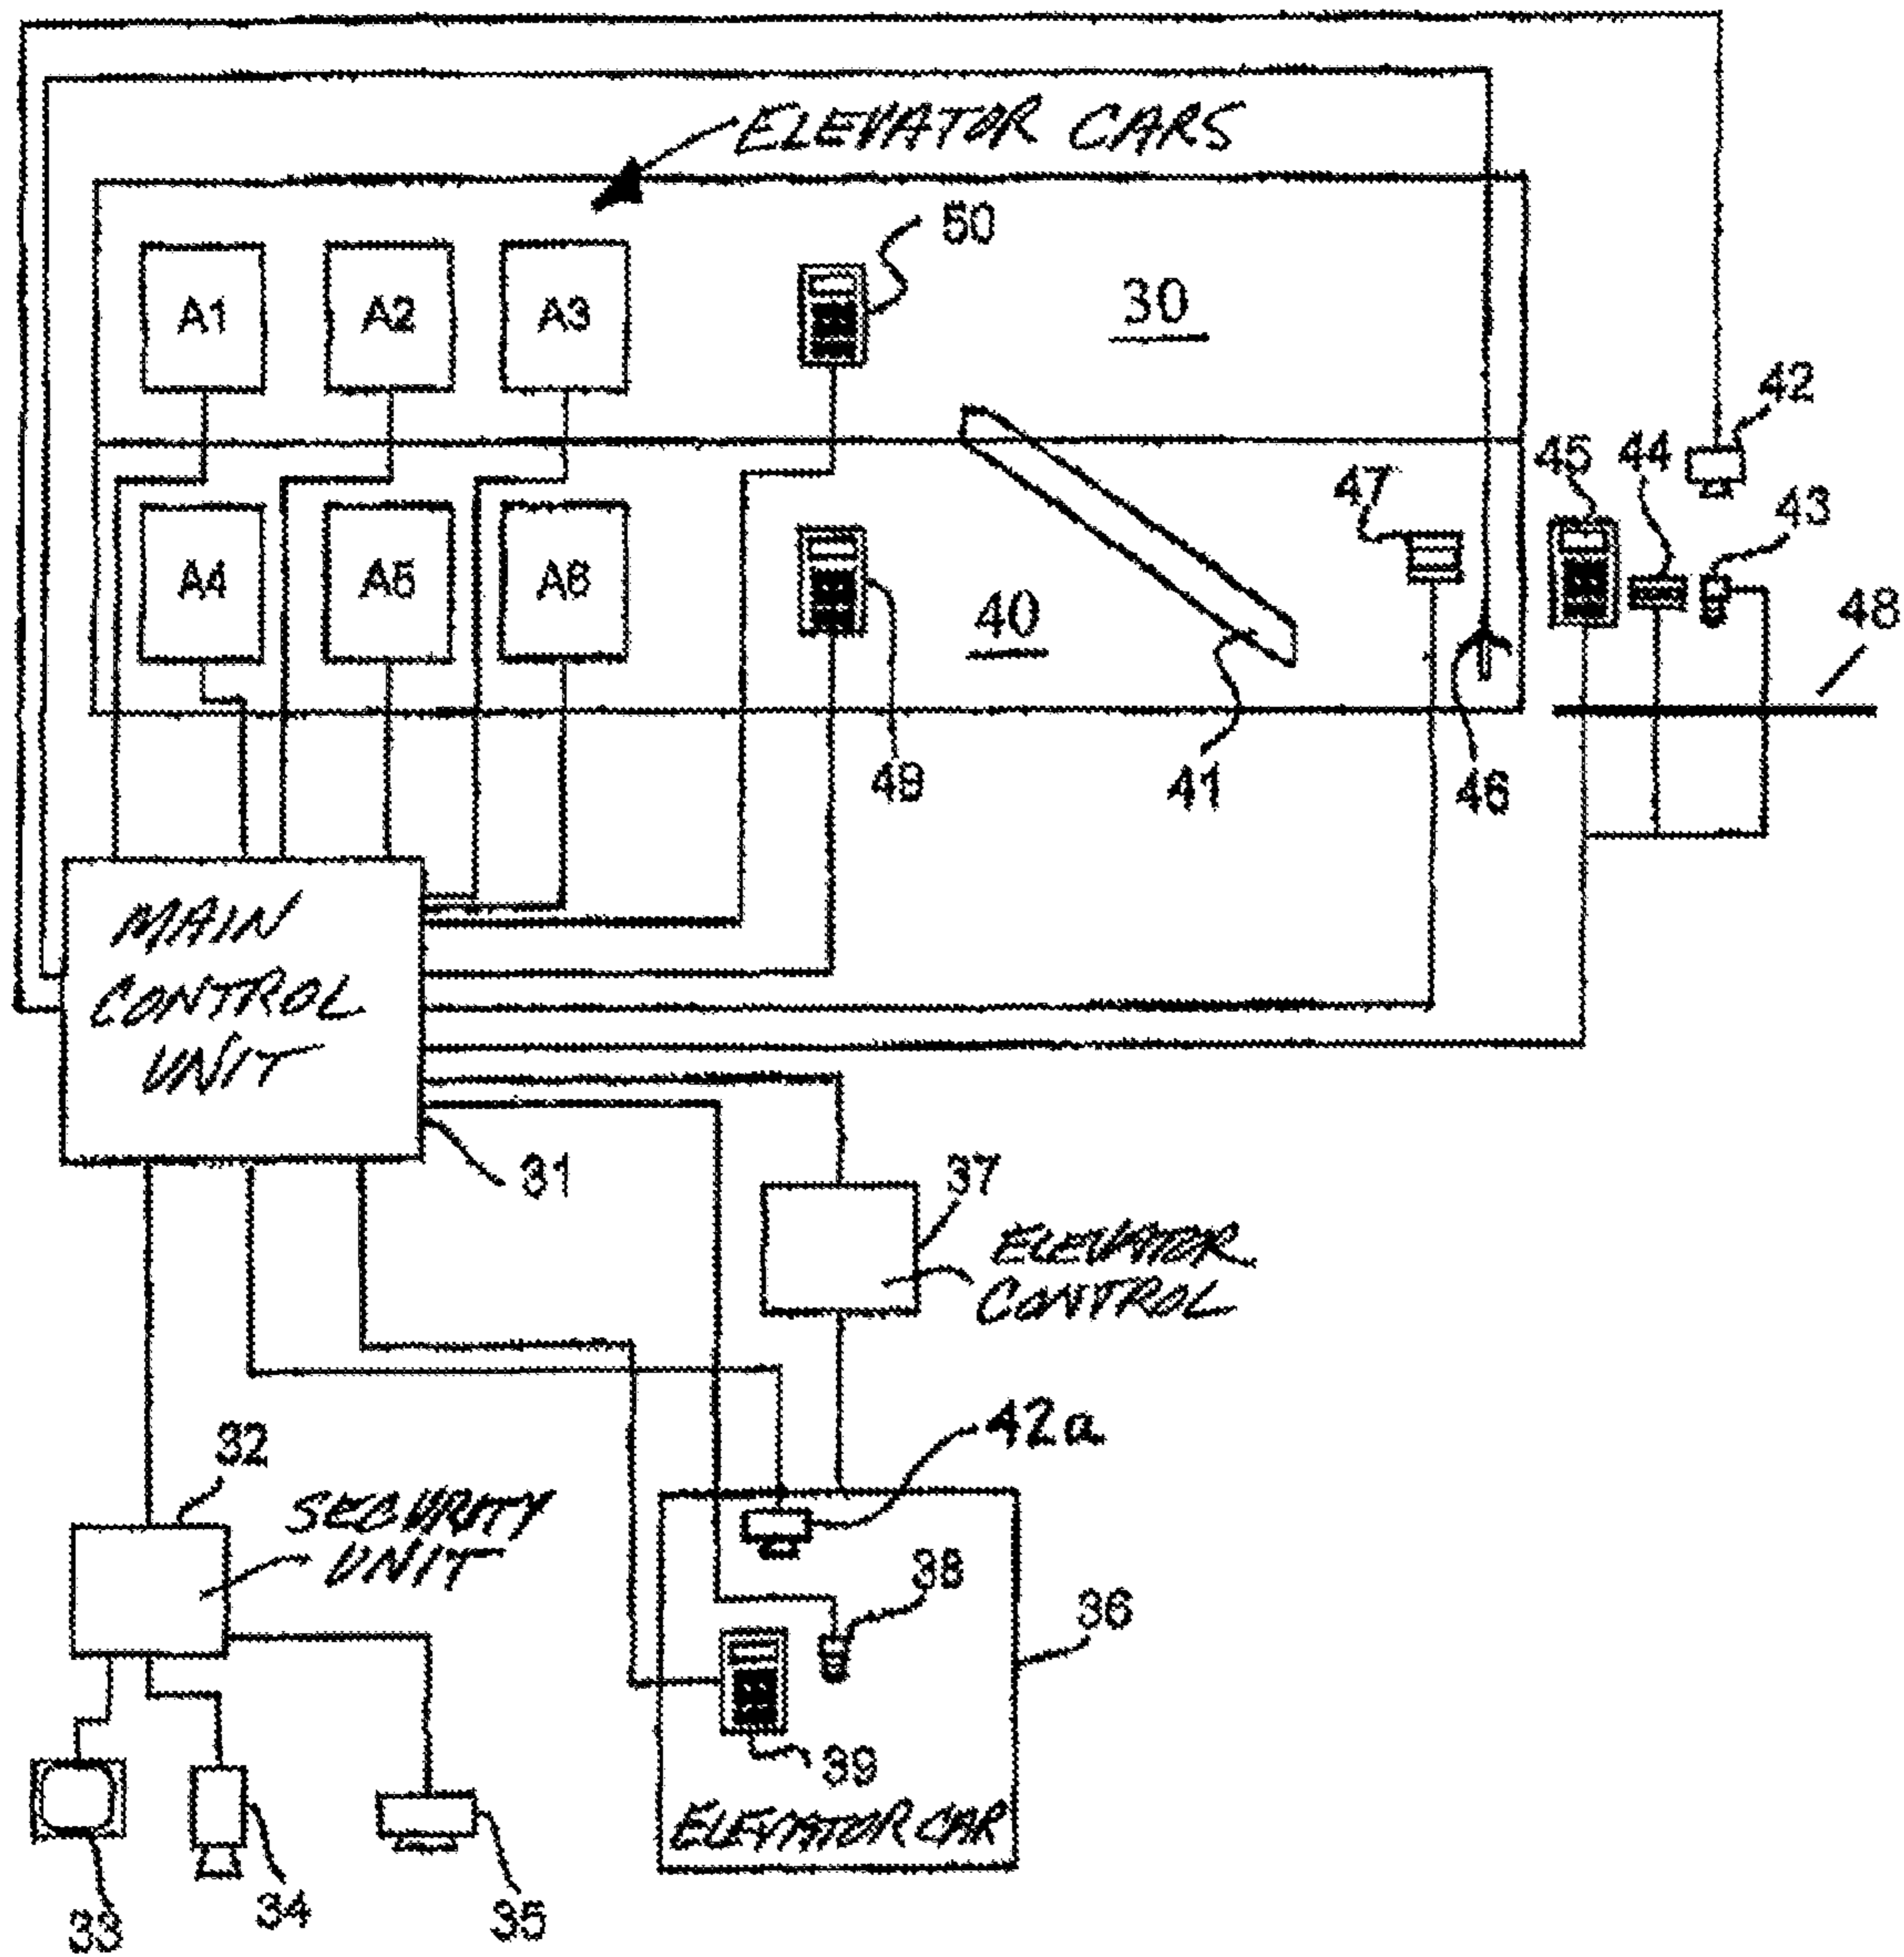 ELEVATOR CARS
50
A1
A2
A3
30
42
45
44
47
43
A4
A5
A6
40
48
49
41
46
MAIN
CONTROL
UNIT
31
37
ELEVATOR
CONTROL
42a
32
SECURITY
UNIT
38
36
39
ELEVATOR CAR
33
34
35